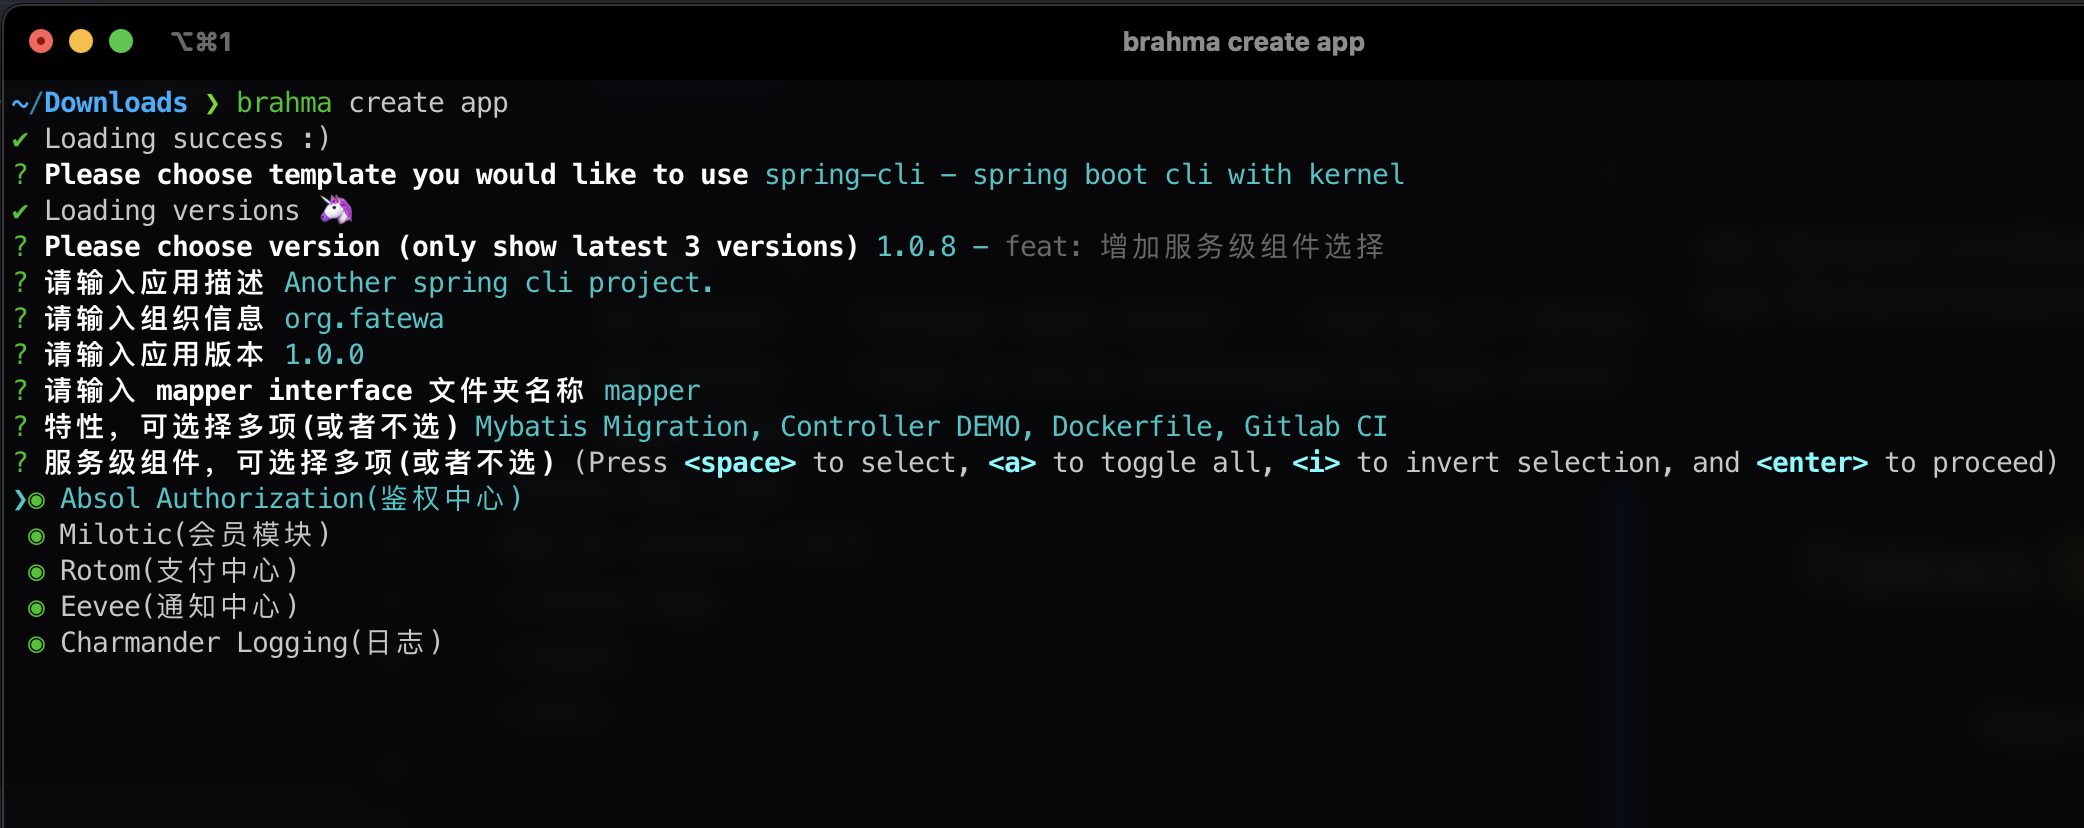 ⌥⌘1
brahma create app
~/Downloads ❯ brahma create app
✔ Loading success :)
? Please choose template you would like to use spring-cli - spring boot cli with kernel
✔ Loading versions 🦄
? Please choose version (only show latest 3 versions) 1.0.8 - feat: 增加服务级组件选择
? 请输入应用描述 Another spring cli project.
? 请输入组织信息 org.fatewa
? 请输入应用版本 1.0.0
? 请输入 mapper interface 文件夹名称 mapper
? 特性, 可选择多项(或者不选) Mybatis Migration, Controller DEMO, Dockerfile, Gitlab CI
? 服务级组件, 可选择多项(或者不选) (Press <space> to select, <a> to toggle all, <i> to invert selection, and <enter> to proceed)
❯◉ Absol Authorization(鉴权中心)
◉ Milotic(会员模块)
◉ Rotom(支付中心)
◉ Eevee(通知中心)
◉ Charmander Logging(日志)